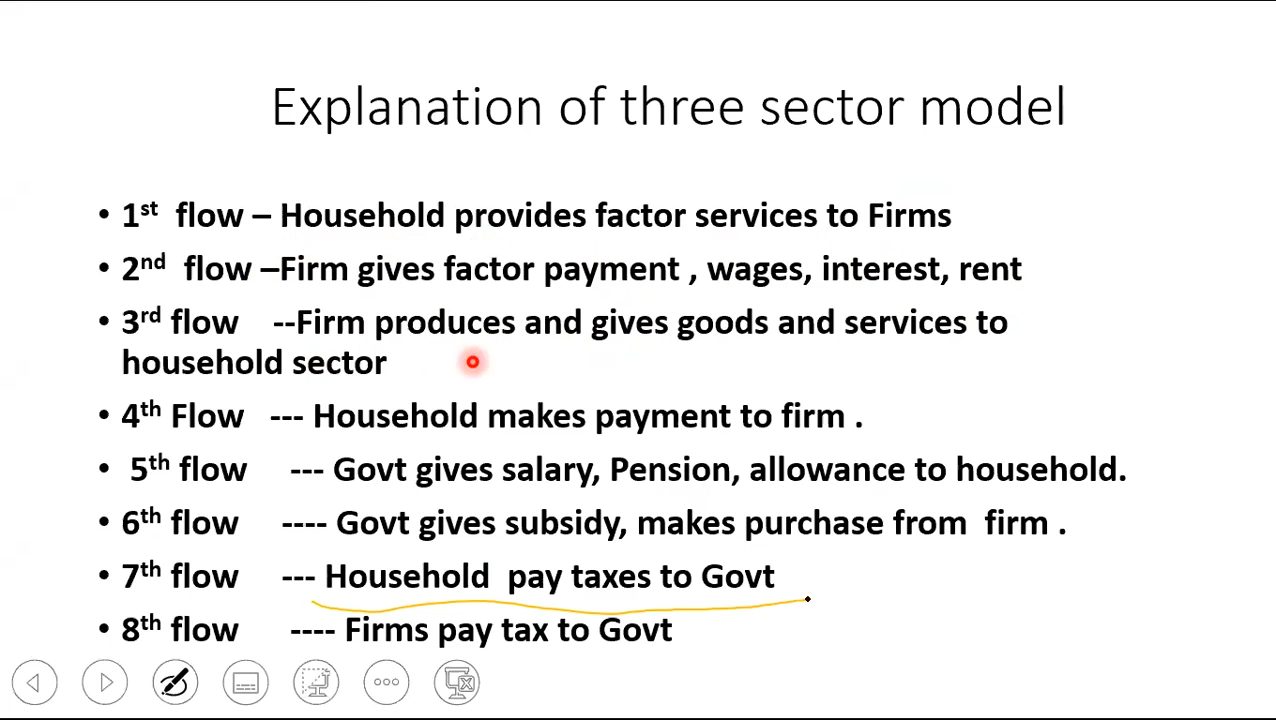 Explanation of three sector model
• 1st flow – Household provides factor services to Firms
• 2nd flow –Firm gives factor payment , wages, interest, rent
• 3rd flow --Firm produces and gives goods and services to
household sector
• 4th Flow --- Household makes payment to firm .
• 5th flow --- Govt gives salary, Pension, allowance to household.
• 6th flow ---- Govt gives subsidy, makes purchase from firm .
• 7th flow --- Household pay taxes to Govt
• 8th flow ---- Firms pay tax to Govt